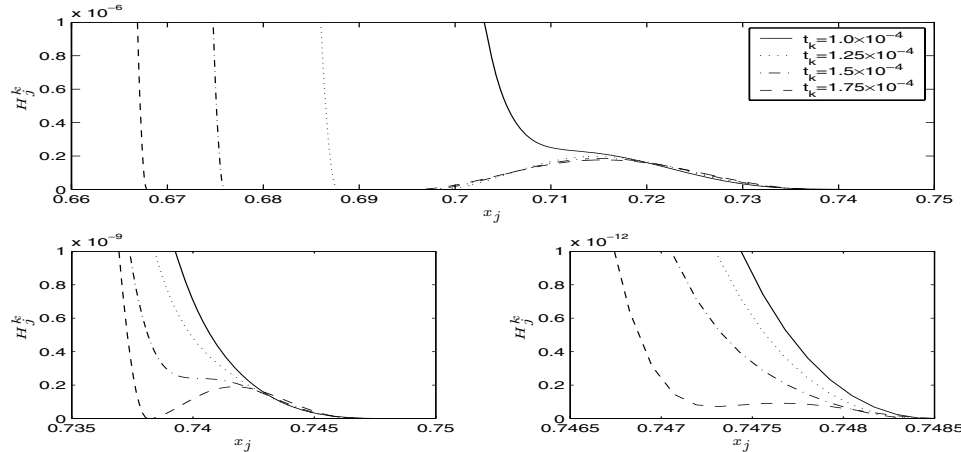 x 10⁻⁶
1
0.8
0.6
0.4
0.2
0
H_j^k
0.66 0.67 0.68 0.69 0.7 0.71 0.72 0.73 0.74 0.75
x_j
t_k=1.0×10⁻⁴
t_k=1.25×10⁻⁴
t_k=1.5×10⁻⁴
t_k=1.75×10⁻⁴
x 10⁻⁹
1
0.8
0.6
0.4
0.2
0
H_j^k
0.735 0.74 0.745 0.75
x_j
x 10⁻¹²
1
0.8
0.6
0.4
0.2
0
H_j^k
0.7465 0.747 0.7475 0.748 0.7485
x_j